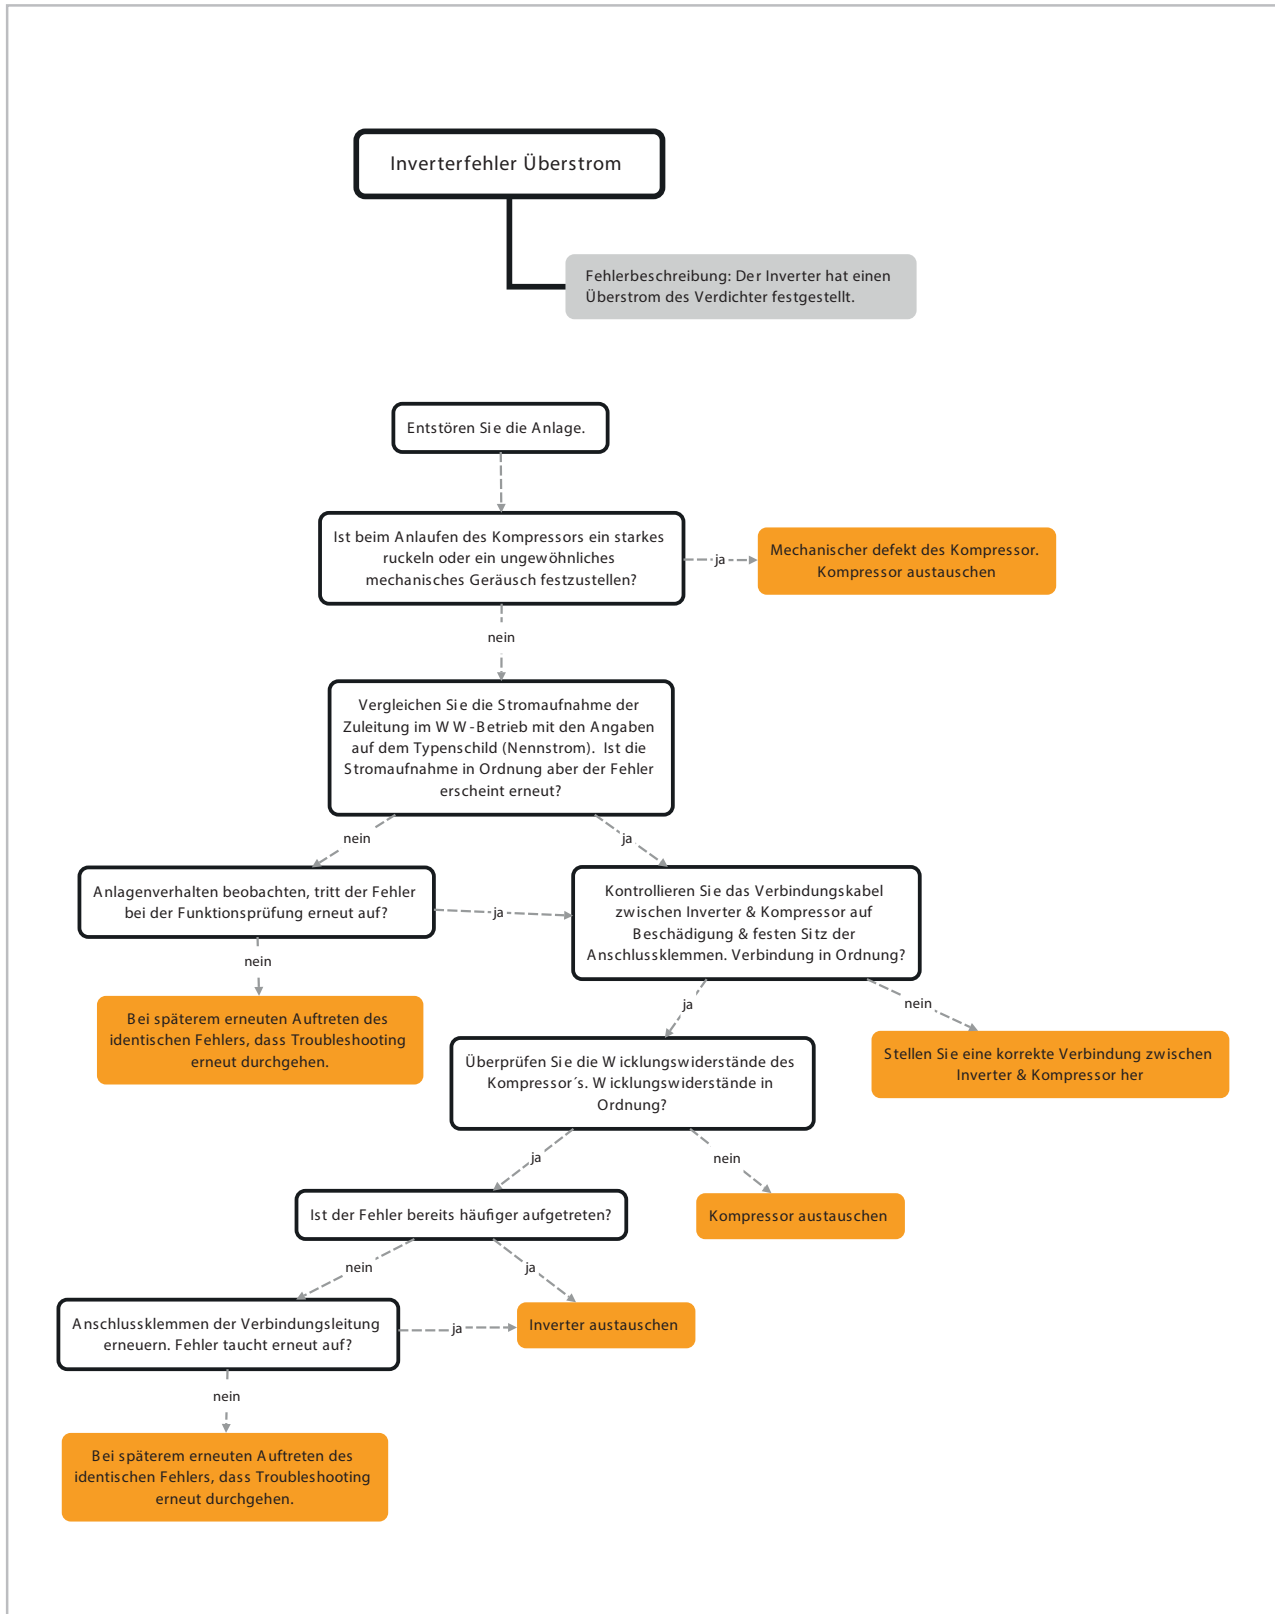 Inverterfehler Überstrom
Fehlerbeschreibung: Der Inverter hat einen
Überstrom des Verdichter festgestellt.
Entstören Sie die Anlage.
Ist beim Anlaufen des Kompressors ein starkes
ruckeln oder ein ungewöhnliches
mechanisches Geräusch festzustellen?
ja
Mechanischer defekt des Kompressor.
Kompressor austauschen
nein
Vergleichen Sie die Stromaufnahme der
Zuleitung im WW-Betrieb mit den Angaben
auf dem Typenschild (Nennstrom). Ist die
Stromaufnahme in Ordnung aber der Fehler
erscheint erneut?
nein
ja
Anlagenverhalten beobachten, tritt der Fehler
bei der Funktionsprüfung erneut auf?
ja
Kontrollieren Sie das Verbindungskabel
zwischen Inverter & Kompressor auf
Beschädigung & festen Sitz der
Anschlussklemmen. Verbindung in Ordnung?
nein
Bei späterem erneuten Auftreten des
identischen Fehlers, dass Troubleshooting
erneut durchgehen.
ja
nein
Überprüfen Sie die Wicklungswiderstände des
Kompressor´s. Wicklungswiderstände in
Ordnung?
Stellen Sie eine korrekte Verbindung zwischen
Inverter & Kompressor her
ja
nein
Ist der Fehler bereits häufiger aufgetreten?
Kompressor austauschen
nein
ja
Anschlussklemmen der Verbindungsleitung
erneuern. Fehler taucht erneut auf?
ja
Inverter austauschen
nein
Bei späterem erneuten Auftreten des
identischen Fehlers, dass Troubleshooting
erneut durchgehen.